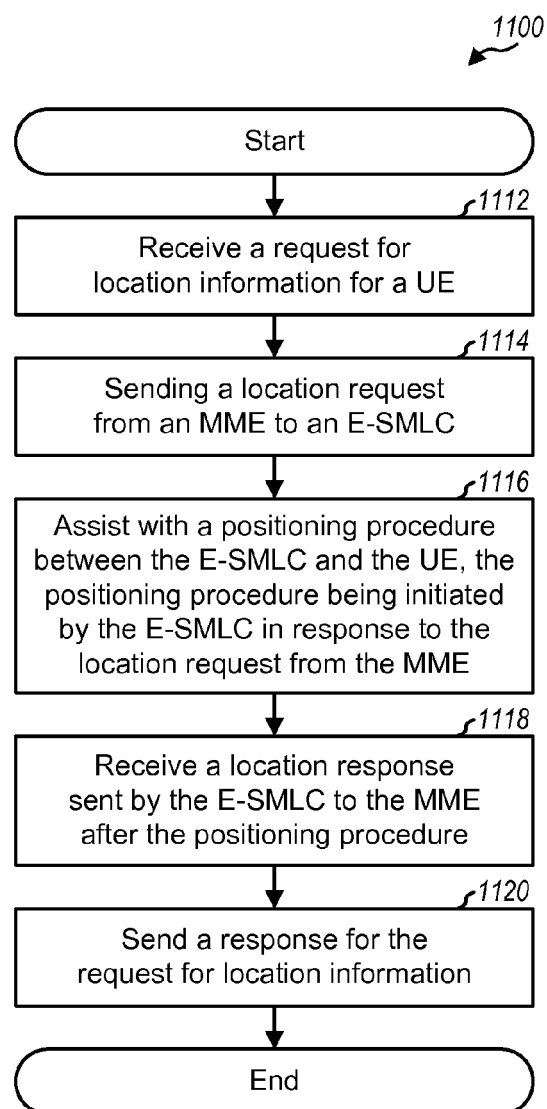 1100
Start
1112
Receive a request for
location information for a UE
1114
Sending a location request
from an MME to an E-SMLC
1116
Assist with a positioning procedure
between the E-SMLC and the UE, the
positioning procedure being initiated
by the E-SMLC in response to the
location request from the MME
1118
Receive a location response
sent by the E-SMLC to the MME
after the positioning procedure
1120
Send a response for the
request for location information
End